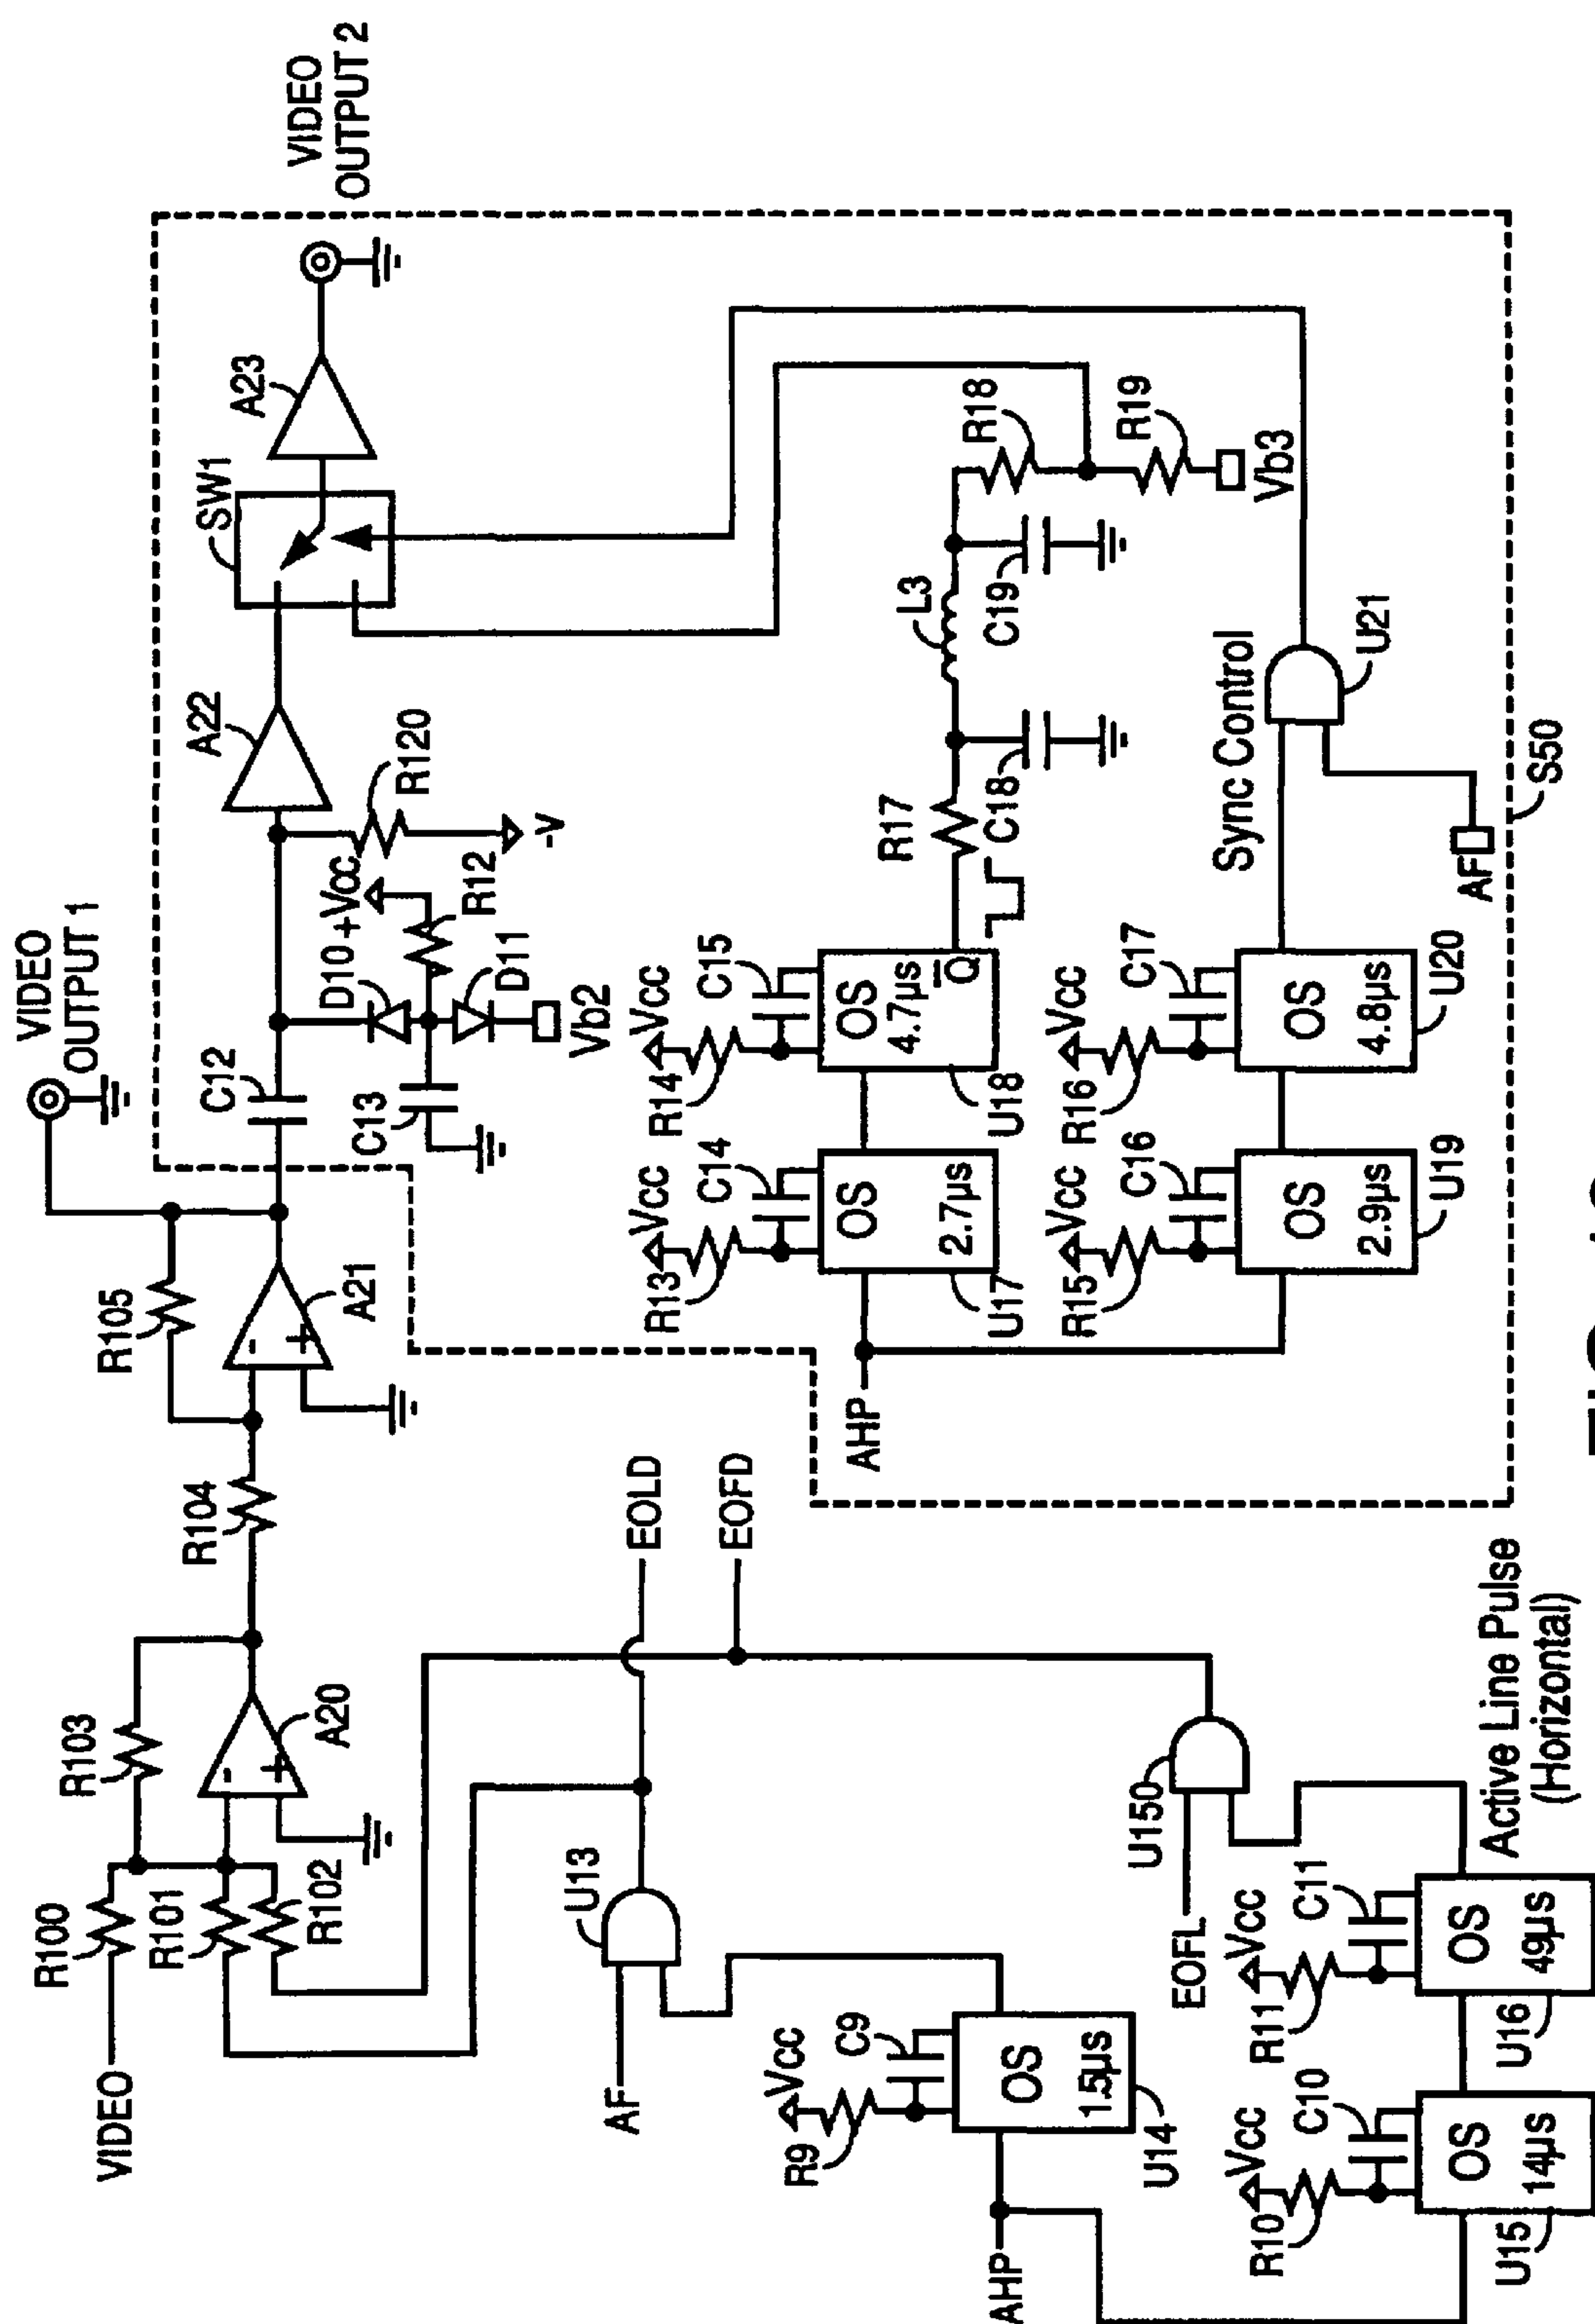 VIDEO
R100
R101
R102
R103
A20
R104
R105
A21
VIDEO
OUTPUT 1
C12
C13
D10
+Vcc
D11
Vb2
R12
R120
-V
A22
SW1
A23
VIDEO
OUTPUT 2
EOLD
EOFD
AF
U13
AHP
Vcc
R9
C9
OS
1.5µs
U14
EOFL
U150
Vcc
R10
C10
OS
14µs
U15
Vcc
R11
C11
OS
49µs
U16
Active Line Pulse
(Horizontal)
AHP
Vcc
R13
C14
OS
2.7µs
U17
Vcc
R14
C15
OS
4.7µs
Q
U18
R17
C18
L3
C19
R18
R19
Vb3
Vcc
R15
C16
OS
2.9µs
U19
Vcc
R16
C17
OS
4.8µs
U20
Sync Control
AF
U21
S50